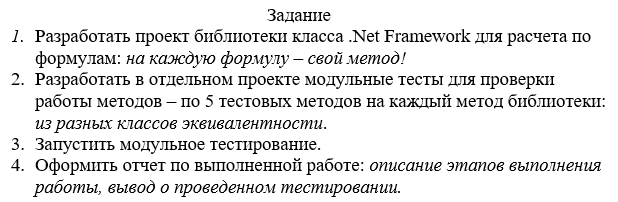 Задание
1. Разработать проект библиотеки класса .Net Framework для расчета по
формулам: на каждую формулу – свой метод!
2. Разработать в отдельном проекте модульные тесты для проверки
работы методов – по 5 тестовых методов на каждый метод библиотеки:
из разных классов эквивалентности.
3. Запустить модульное тестирование.
4. Оформить отчет по выполненной работе: описание этапов выполнения
работы, вывод о проведенном тестировании.